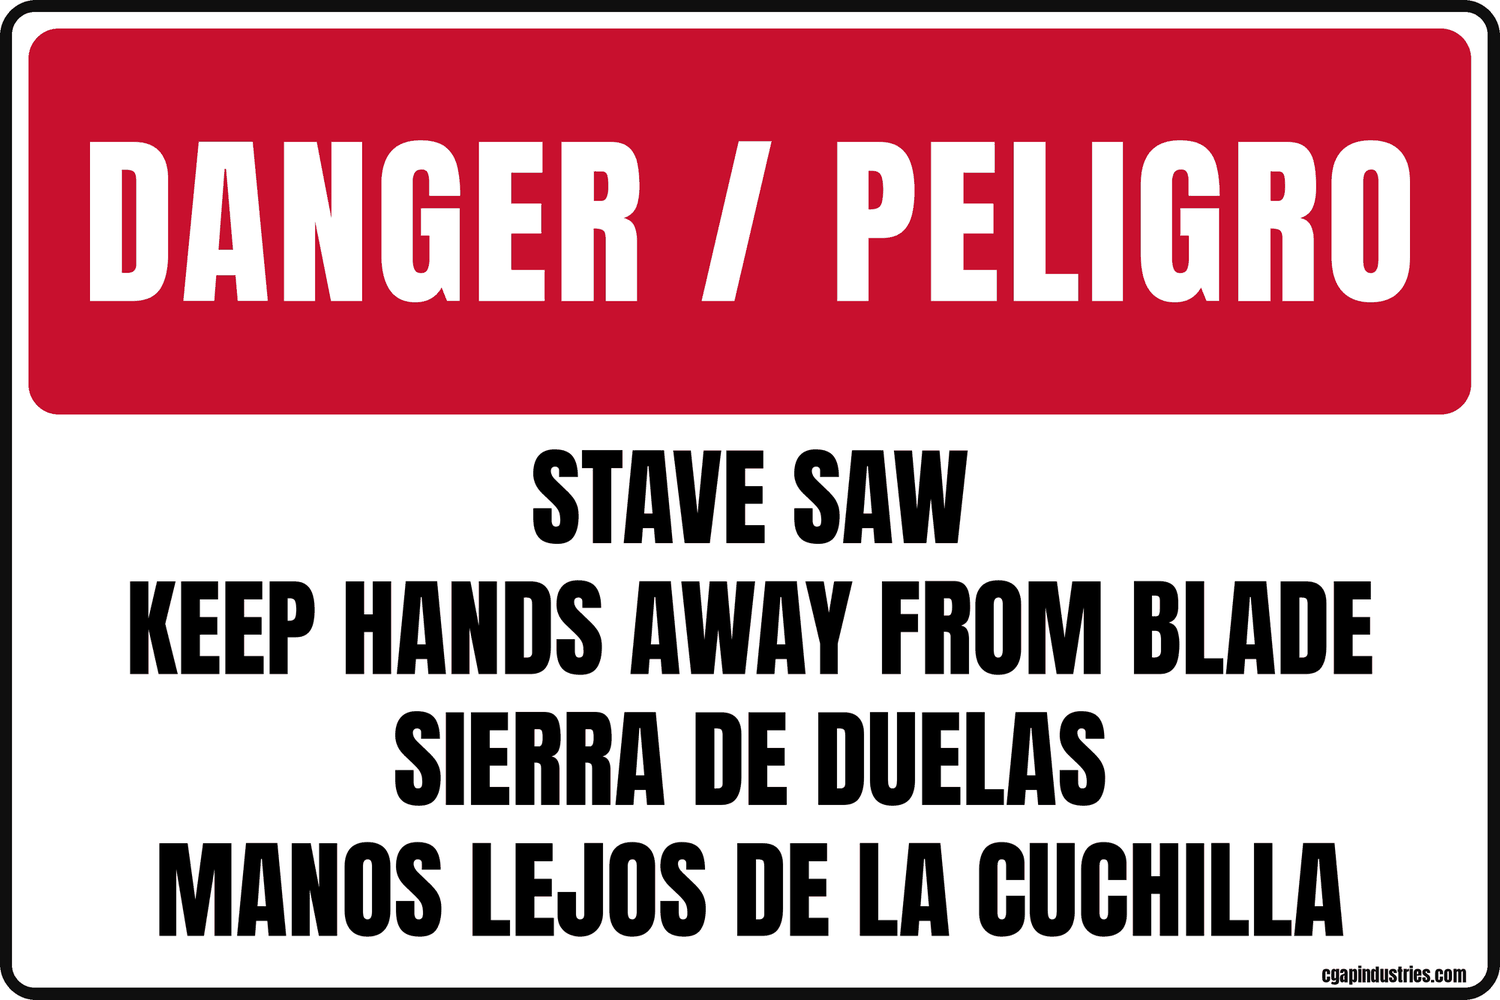 DANGER / PELIGRO
STAVE SAW
KEEP HANDS AWAY FROM BLADE
SIERRA DE DUELAS
MANOS LEJOS DE LA CUCHILLA
cgapindustries.com